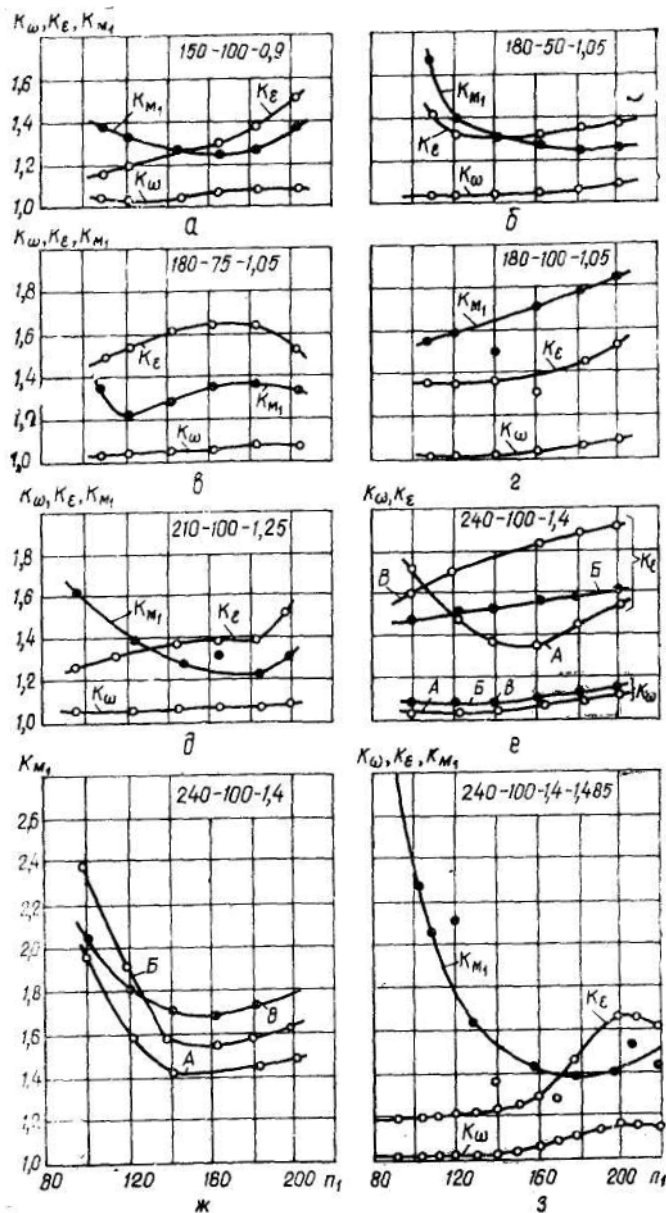 Kω, Kε, Kм₁
150-100-0,9
1,6
1,4
1,2
1,0
Kм₁
Kε
Kω
а
180-50-1,05
Kм₁
Kε
Kω
б
Kω, Kε, Kм₁
180-75-1,05
1,8
1,6
1,4
1,2
1,0
Kε
Kм₁
Kω
в
180-100-1,05
Kм₁
Kε
Kω
г
Kω, Kε, Kм₁
210-100-1,25
1,8
1,6
1,4
1,2
1,0
Kм₁
Kε
Kω
д
Kω, Kε
240-100-1,4
В
Б
А
Kε
А Б В
Kω
е
Kм₁
240-100-1,4
2,6
2,4
2,2
2,0
1,8
1,6
1,4
1,2
1,0
Б
В
А
80 120 160 200 n₁
ж
Kω, Kε, Kм₁
240-100-1,4-1,485
Kм₁
Kε
Kω
80 120 160 200 n₁
з